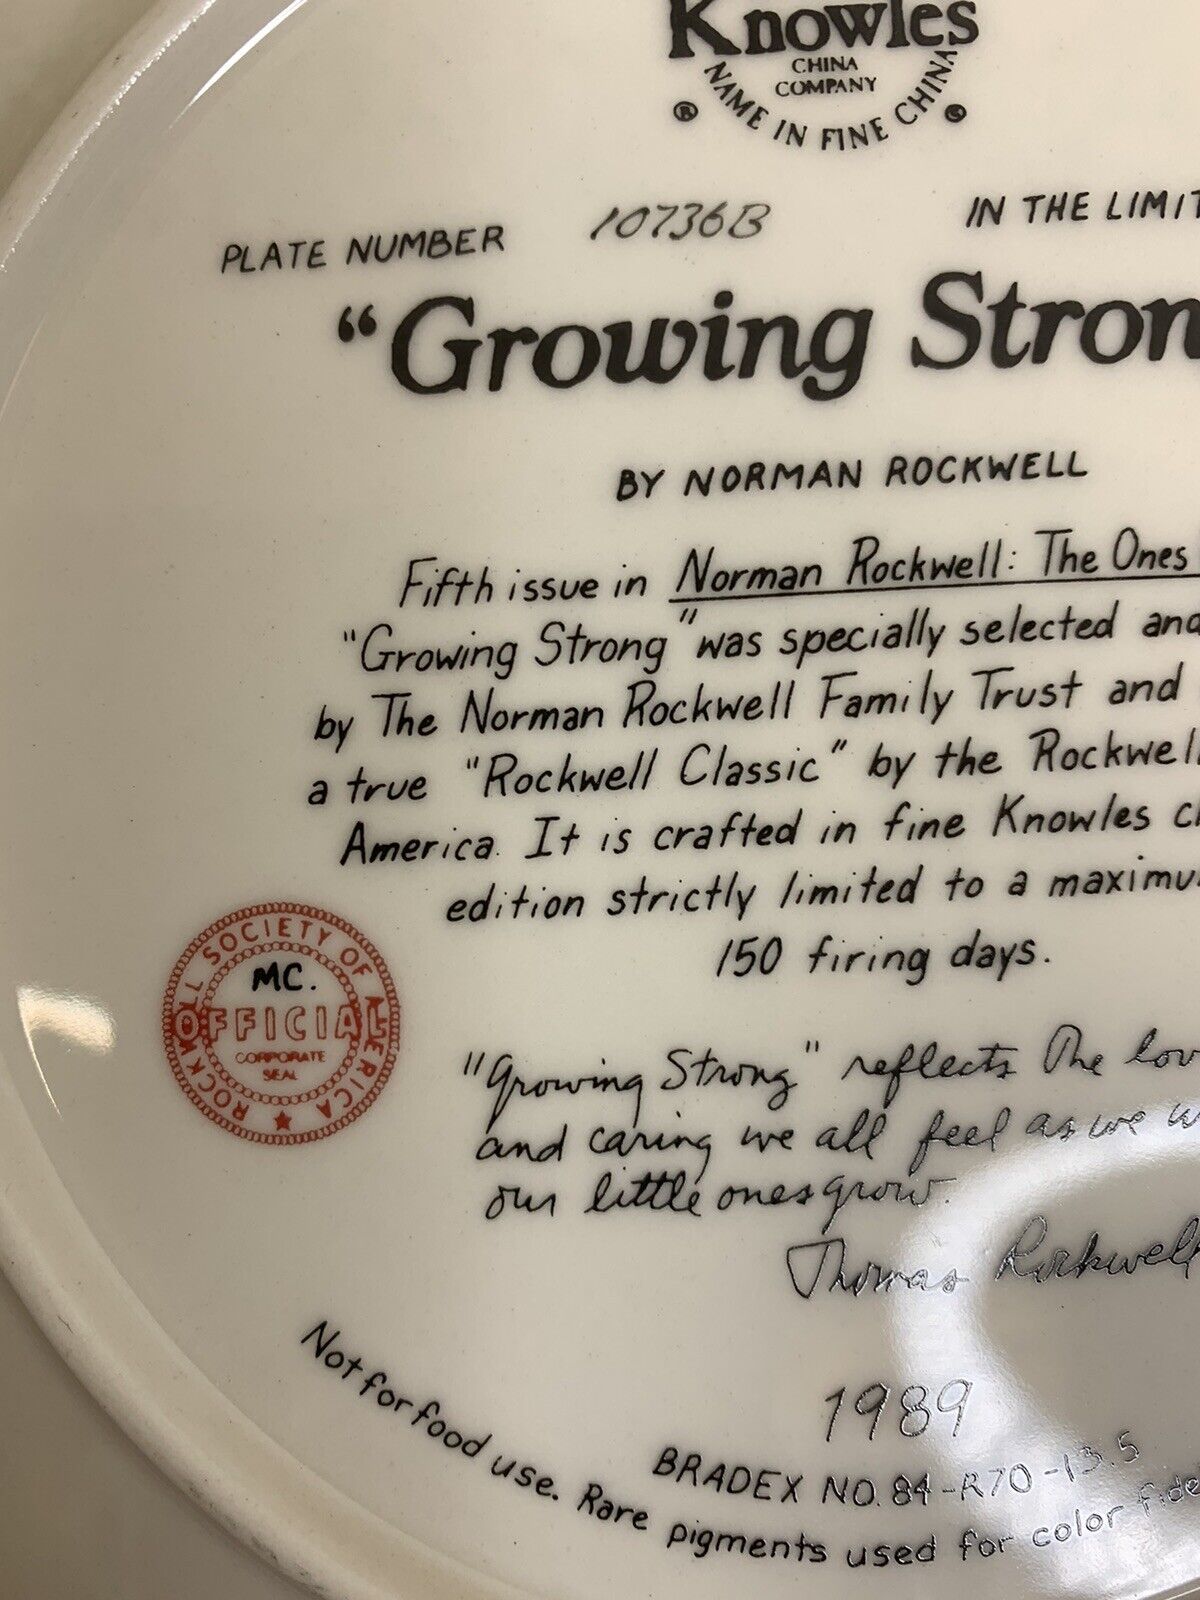 Knowles
CHINA
COMPANY
® NAME IN FINE CHINA ®
PLATE NUMBER 10736B IN THE LIMIT
"Growing Stron
BY NORMAN ROCKWELL
Fifth issue in Norman Rockwell: The Ones
"Growing Strong" was specially selected and
by The Norman Rockwell Family Trust and
a true "Rockwell Classic" by the Rockwell
America. It is crafted in fine Knowles ch
edition strictly limited to a maximu
150 firing days.
ROCKWELL SOCIETY OF AMERICA ★
MC.
OFFICIAL
CORPORATE
SEAL
"Growing Strong" reflects the lov
and caring we all feel as we w
our little ones grow.
Thomas Rockwell
1989
BRADEX NO. 84-R70-13.5
Not for food use. Rare pigments used for color fidel